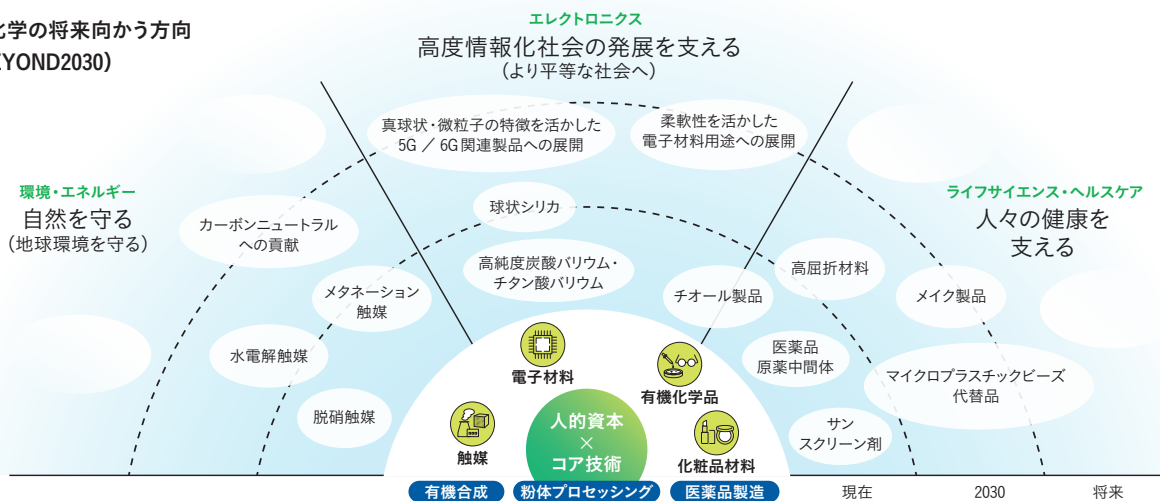 化学の将来向かう方向
EYOND2030）
エレクトロニクス
高度情報化社会の発展を支える
（より平等な社会へ）
真球状・微粒子の特徴を活かした
5G ／ 6G関連製品への展開
柔軟性を活かした
電子材料用途への展開
環境・エネルギー
自然を守る
（地球環境を守る）
ライフサイエンス・ヘルスケア
人々の健康を
支える
カーボンニュートラル
への貢献
球状シリカ
高純度炭酸バリウム・
チタン酸バリウム
高屈折材料
メタネーション
触媒
チオール製品
メイク製品
水電解触媒
医薬品
原薬中間体
マイクロプラスチックビーズ
代替品
脱硝触媒
サン
スクリーン剤
電子材料
有機化学品
触媒
化粧品材料
人的資本
×
コア技術
有機合成
粉体プロセッシング
医薬品製造
現在
2030
将来